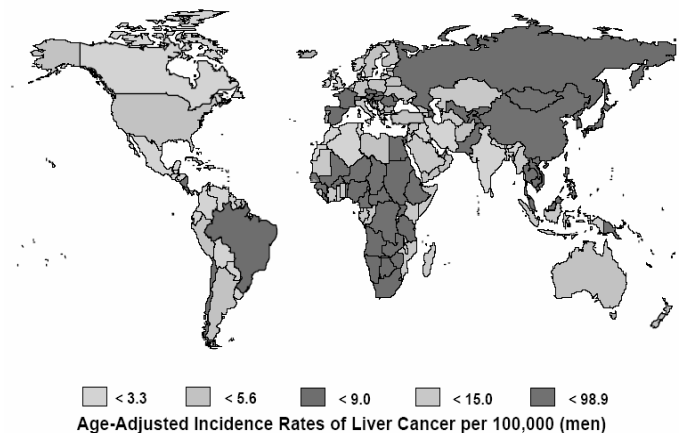 < 3.3 < 5.6 < 9.0 < 15.0 < 98.9
Age-Adjusted Incidence Rates of Liver Cancer per 100,000 (men)